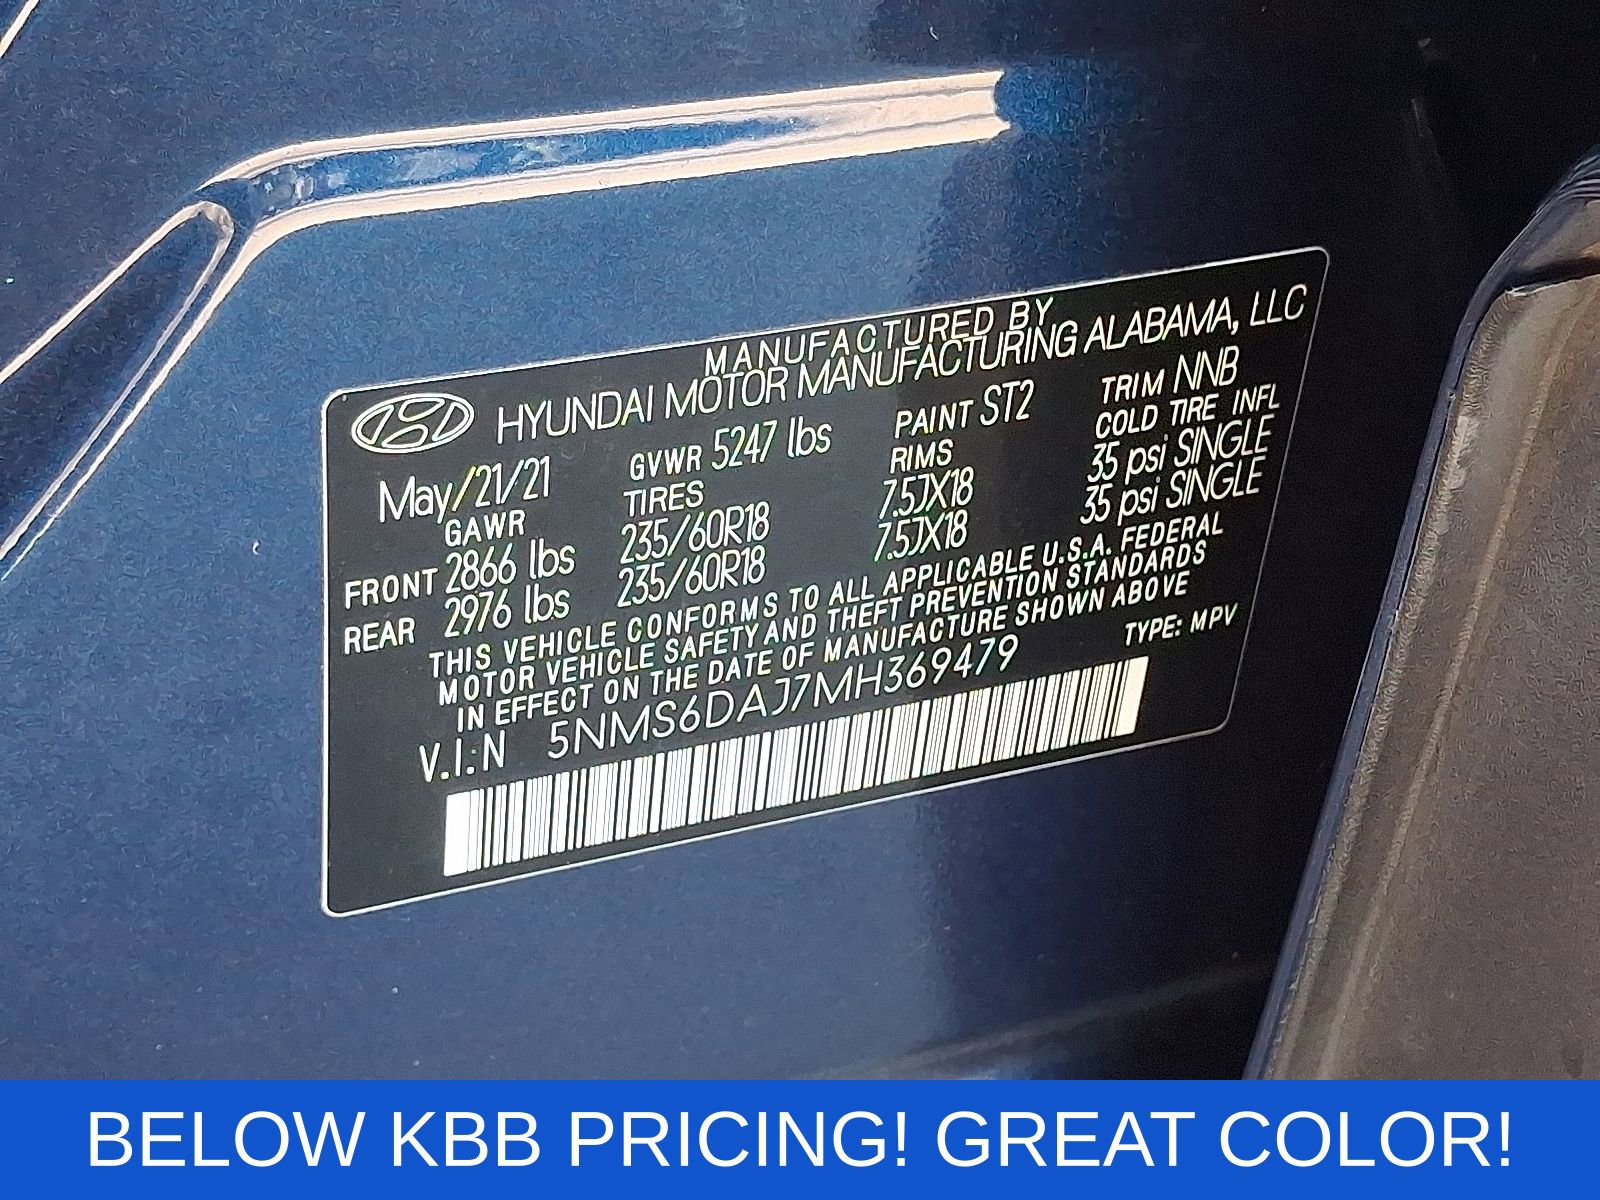 MANUFACTURED BY
HYUNDAI MOTOR MANUFACTURING ALABAMA, LLC
May/21/21 GVWR 5247 lbs PAINT ST2 TRIM NNB
GAWR TIRES RIMS COLD TIRE INFL
FRONT 2866 lbs 235/60R18 7.5JX18 35 psi SINGLE
REAR 2976 lbs 235/60R18 7.5JX18 35 psi SINGLE
THIS VEHICLE CONFORMS TO ALL APPLICABLE U.S.A. FEDERAL
MOTOR VEHICLE SAFETY AND THEFT PREVENTION STANDARDS
IN EFFECT ON THE DATE OF MANUFACTURE SHOWN ABOVE
V.I.N 5NMS6DAJ7MH369479 TYPE: MPV
BELOW KBB PRICING! GREAT COLOR!